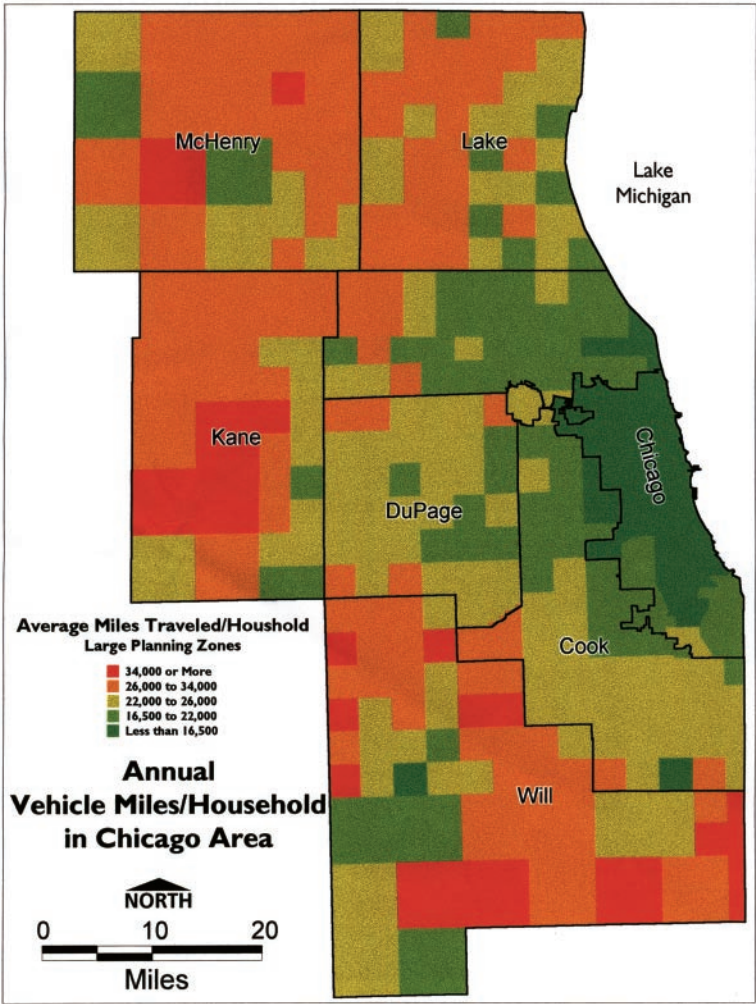 McHenry
Lake
Lake
Michigan
Kane
Chicago
DuPage
Cook
Will
Average Miles Traveled/Houshold
Large Planning Zones
34,000 or More
26,000 to 34,000
22,000 to 26,000
16,500 to 22,000
Less than 16,500
Annual
Vehicle Miles/Household
in Chicago Area
NORTH
0 10 20
Miles